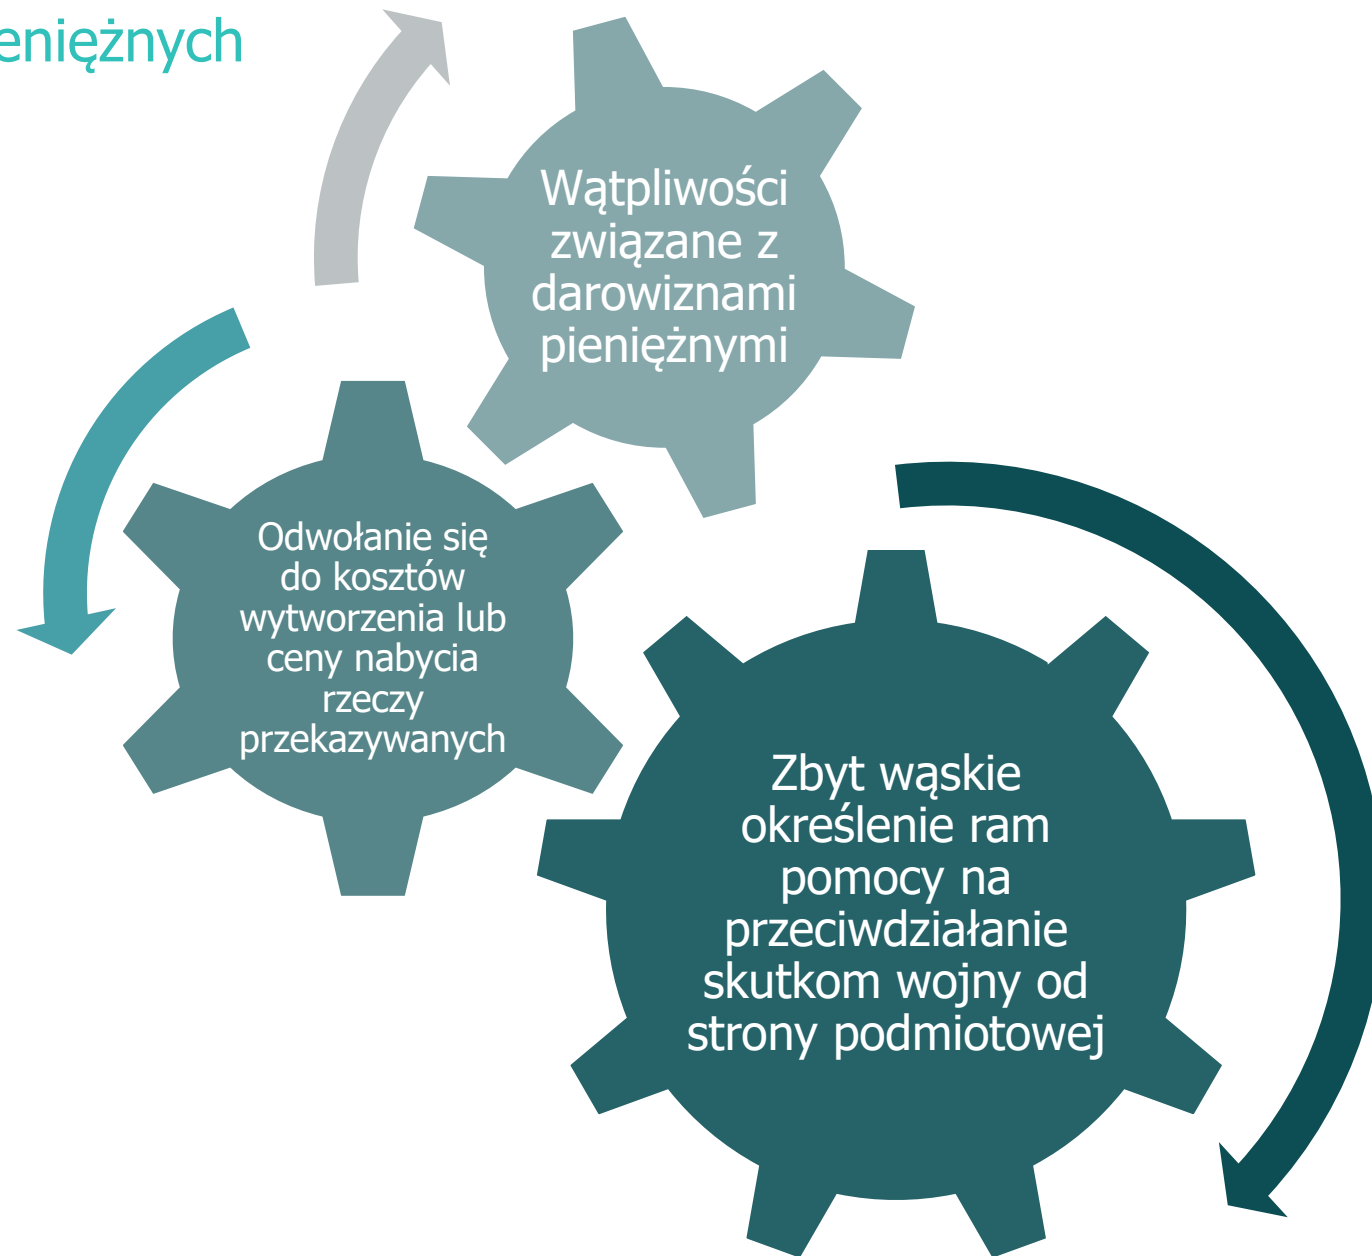 eniężnych
Wątpliwości
związane z
darowiznami
pieniężnymi
Odwołanie się
do kosztów
wytworzenia lub
ceny nabycia
rzeczy
przekazywanych
Zbyt wąskie
określenie ram
pomocy na
przeciwdziałanie
skutkom wojny od
strony podmiotowej